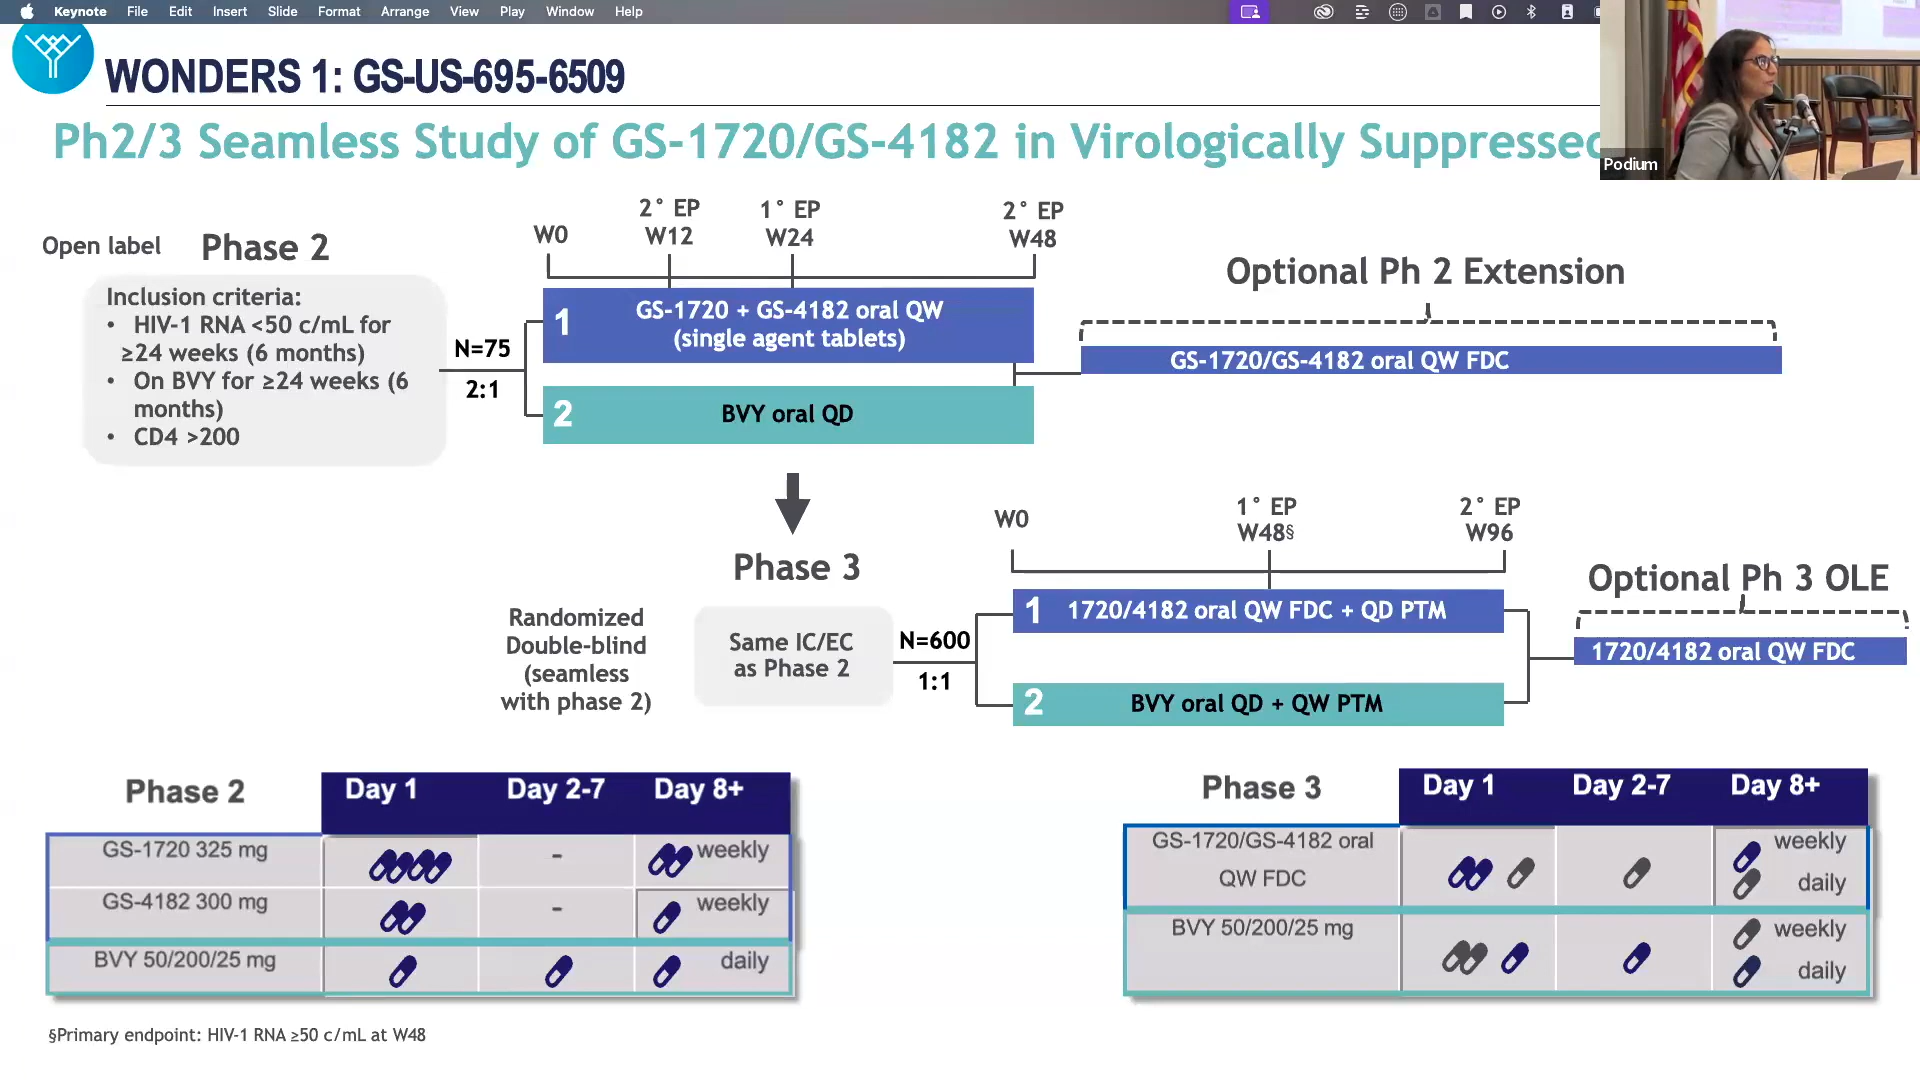 Keynote File Edit Insert Slide Format Arrange View Play Window Help
WONDERS 1: GS-US-695-6509
Ph2/3 Seamless Study of GS-1720/GS-4182 in Virologically Suppressed
Podium
Open label
Phase 2
Inclusion criteria:
• HIV-1 RNA <50 c/mL for
≥24 weeks (6 months)
• On BVY for ≥24 weeks (6
months)
• CD4 >200
N=75
2:1
W0
2° EP
W12
1° EP
W24
2° EP
W48
1
GS-1720 + GS-4182 oral QW
(single agent tablets)
2
BVY oral QD
Optional Ph 2 Extension
GS-1720/GS-4182 oral QW FDC
Phase 3
Randomized
Double-blind
(seamless
with phase 2)
Same IC/EC
as Phase 2
N=600
1:1
W0
1° EP
W48§
2° EP
W96
1
1720/4182 oral QW FDC + QD PTM
2
BVY oral QD + QW PTM
Optional Ph 3 OLE
1720/4182 oral QW FDC
Phase 2
Day 1 Day 2-7 Day 8+
GS-1720 325 mg - weekly
GS-4182 300 mg - weekly
BVY 50/200/25 mg daily
Phase 3
Day 1 Day 2-7 Day 8+
GS-1720/GS-4182 oral weekly
QW FDC daily
BVY 50/200/25 mg weekly
daily
§Primary endpoint: HIV-1 RNA ≥50 c/mL at W48